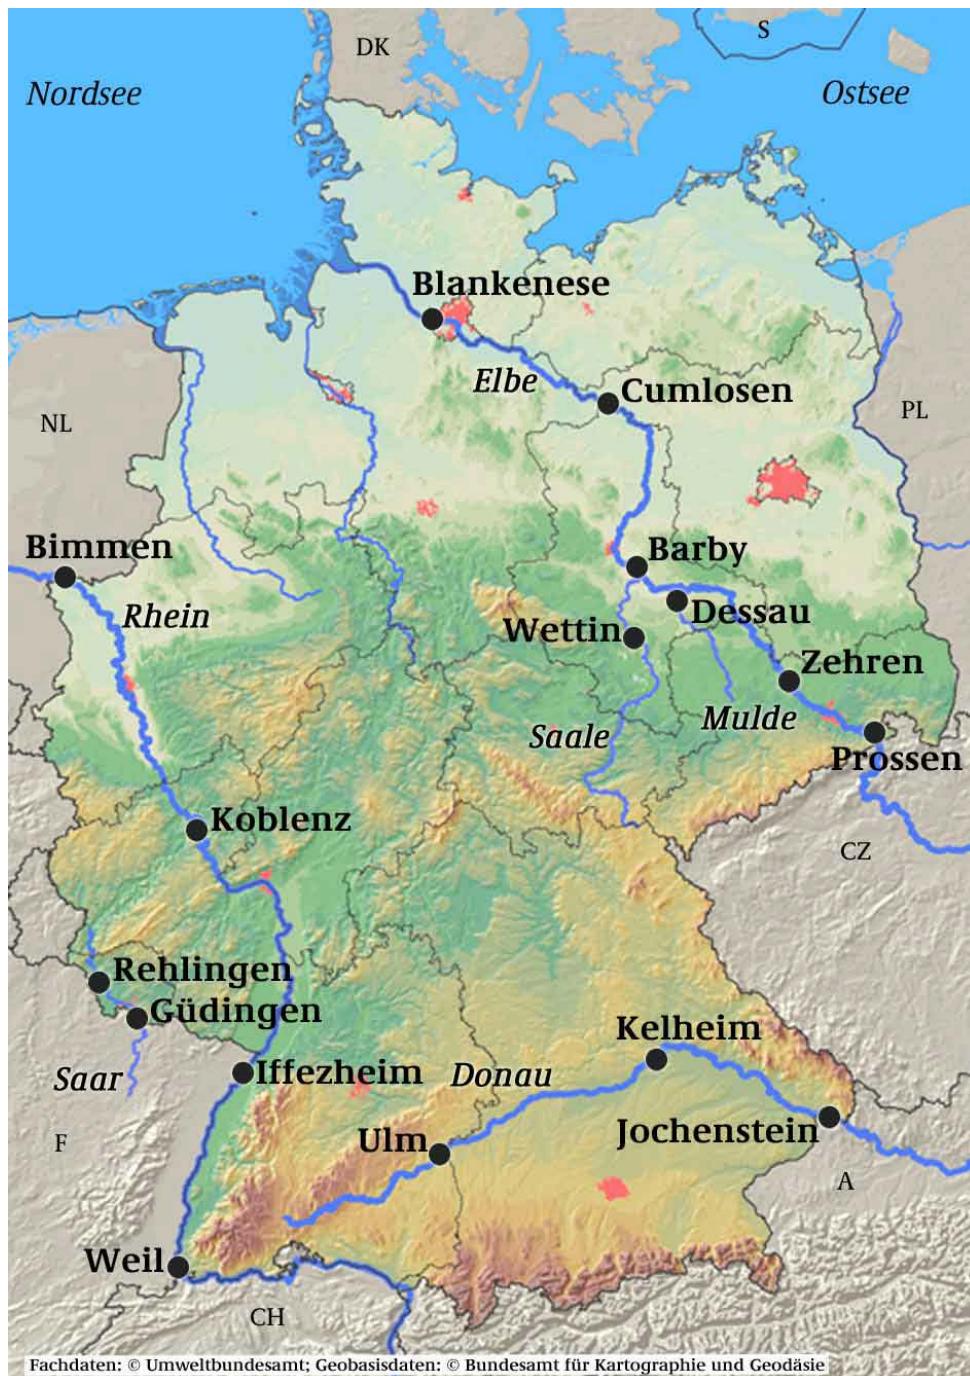 DK
S
Nordsee
Ostsee
Blankenese
Elbe
Cumlosen
NL
PL
Bimmen
Barby
Rhein
Dessau
Wettin
Zehren
Mulde
Saale
Prossen
Koblenz
CZ
Rehlingen
Güdingen
Kelheim
Saar
Iffezheim
Donau
Ulm
Jochenstein
F
A
Weil
CH
Fachdaten: © Umweltbundesamt; Geobasisdaten: © Bundesamt für Kartographie und Geodäsie